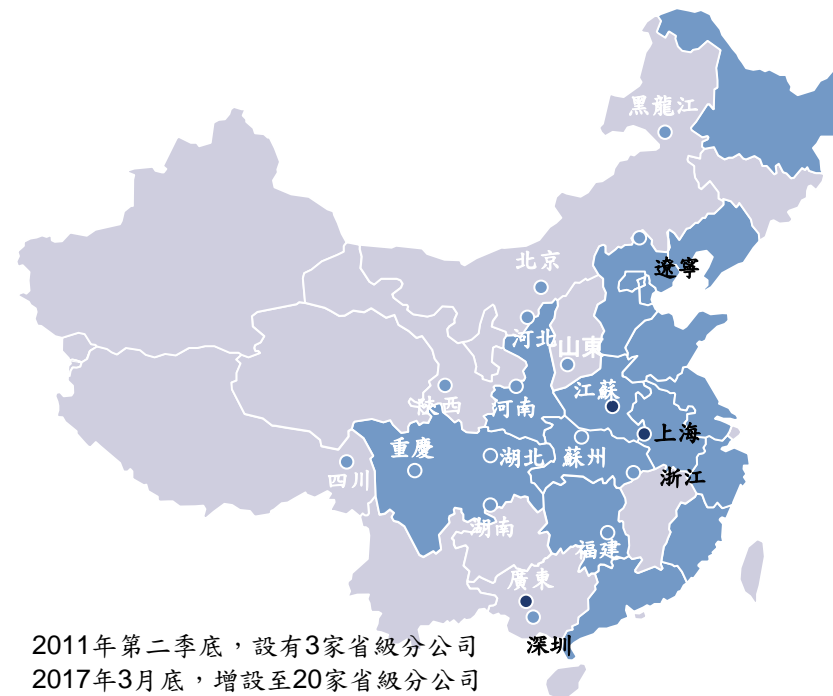 黑龍江
北京
遼寧
河北
山東
陝西
河南
江蘇
重慶
湖北
蘇州
上海
四川
浙江
湖南
福建
廣東
深圳
2011年第二季底，設有3家省級分公司
2017年3月底，增設至20家省級分公司